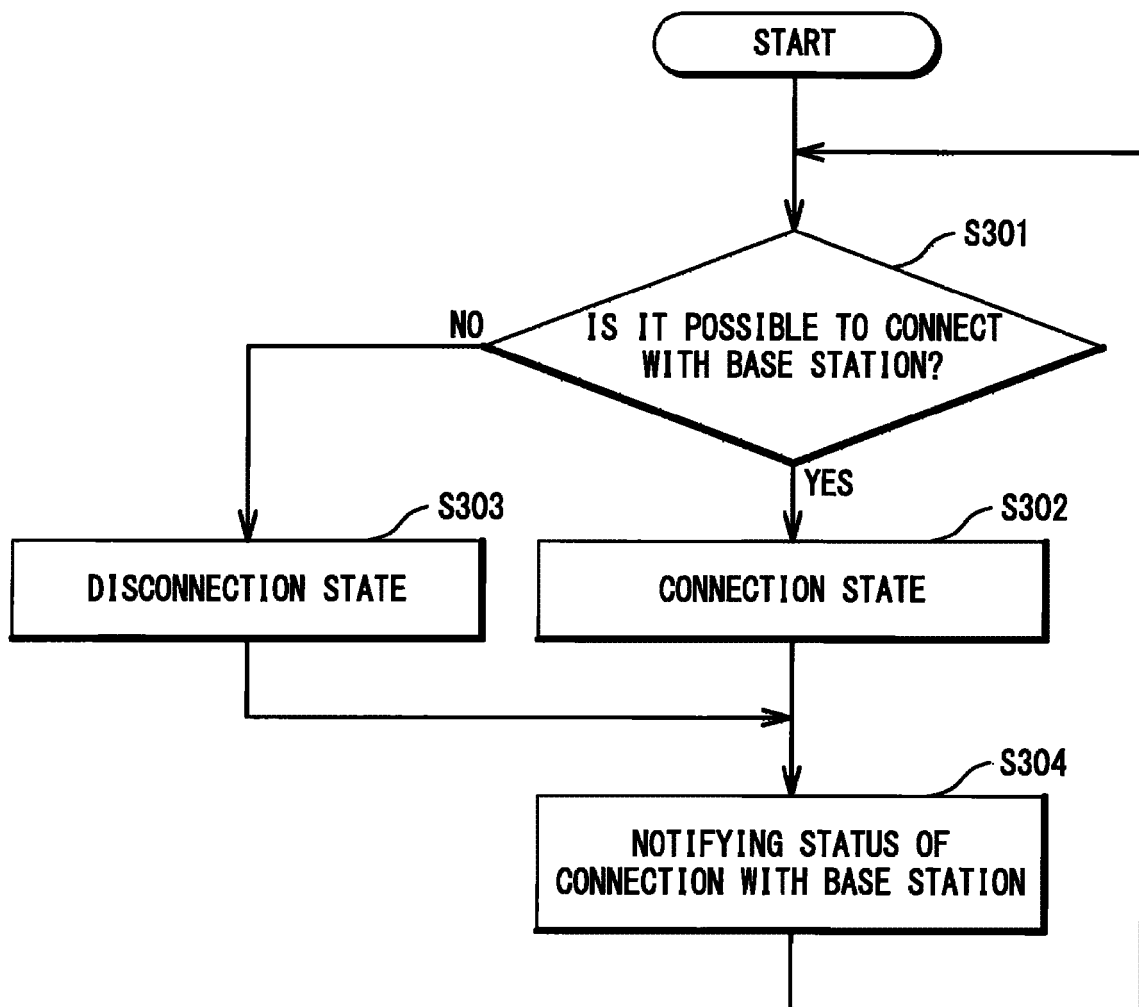 START
S301
NO
IS IT POSSIBLE TO CONNECT
WITH BASE STATION?
YES
S303
S302
DISCONNECTION STATE
CONNECTION STATE
S304
NOTIFYING STATUS OF
CONNECTION WITH BASE STATION